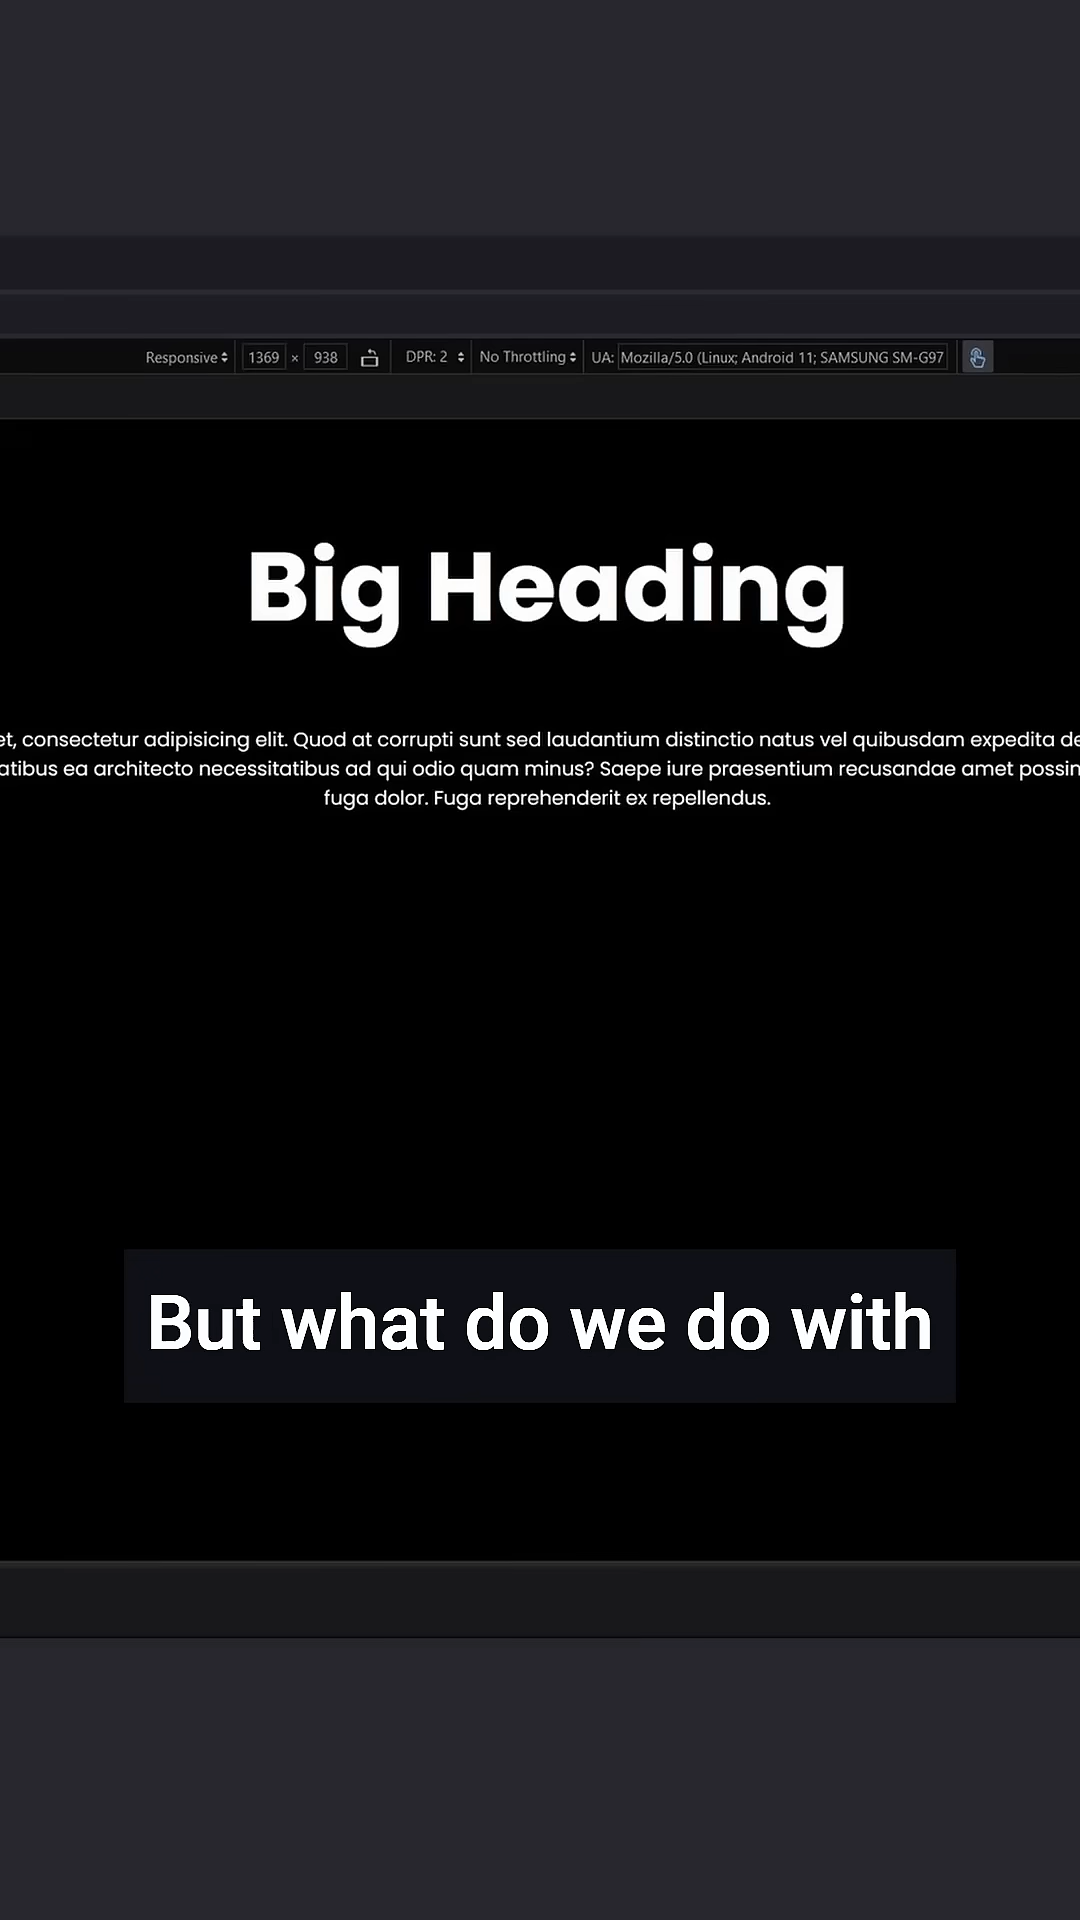 Responsive 1369 × 938 DPR: 2 No Throttling UA: Mozilla/5.0 (Linux; Android 11; SAMSUNG SM-G97
Big Heading
et, consectetur adipisicing elit. Quod at corrupti sunt sed laudantium distinctio natus vel quibusdam expedita de
atibus ea architecto necessitatibus ad qui odio quam minus? Saepe iure praesentium recusandae amet possin
fuga dolor. Fuga reprehenderit ex repellendus.
But what do we do with